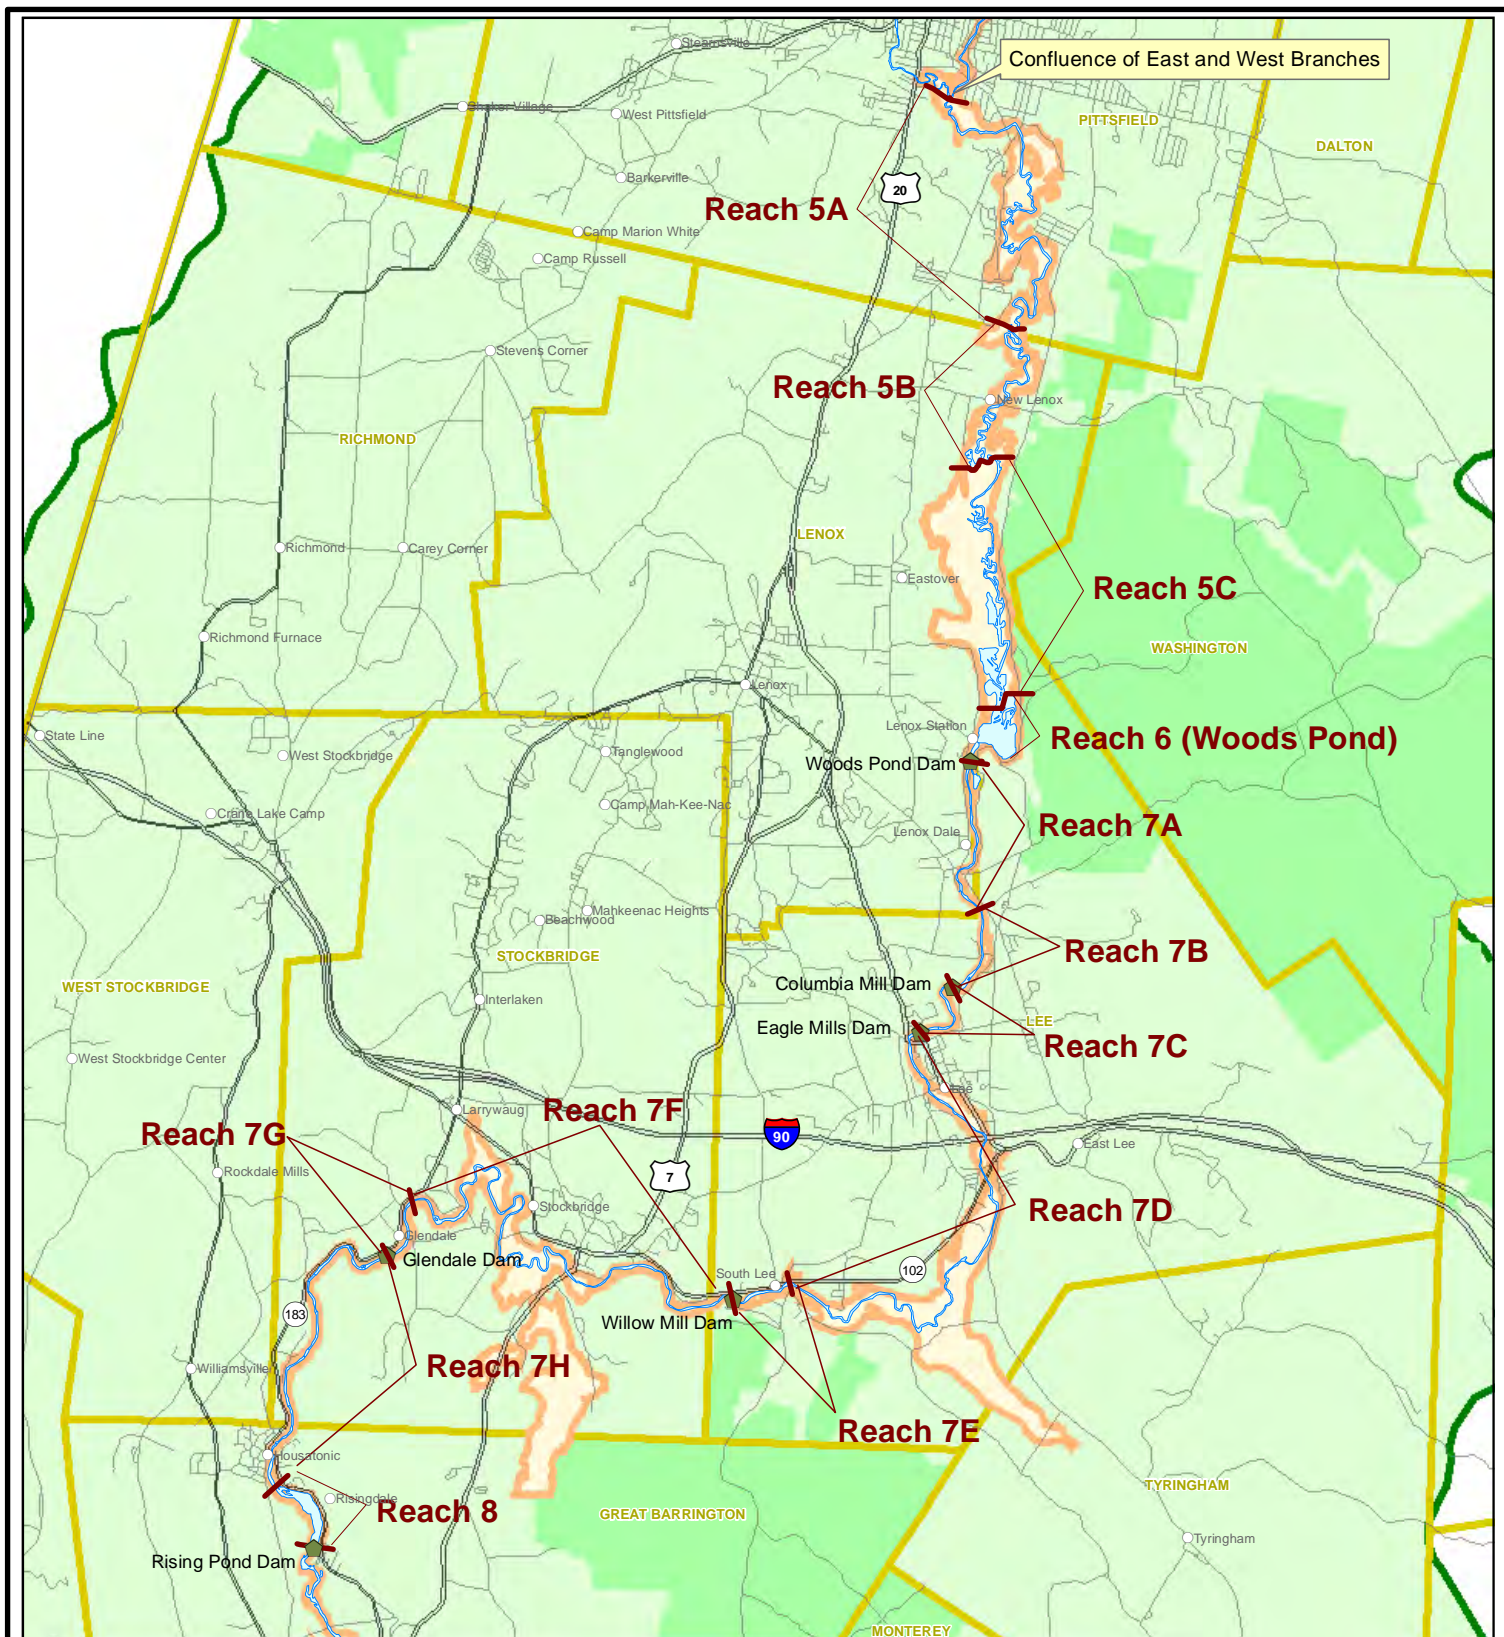 Stearnsville
Confluence of East and West Branches
Shaker Village
West Pittsfield
PITTSFIELD
DALTON
Barkerville
20
Reach 5A
Camp Marion White
Camp Russell
Stevens Corner
Reach 5B
New Lenox
RICHMOND
LENOX
Richmond
Carey Corner
Eastover
Reach 5C
Richmond Furnace
WASHINGTON
Lenox
Lenox Station
State Line
West Stockbridge
Tanglewood
Reach 6 (Woods Pond)
Woods Pond Dam
Camp Mah-Kee-Nac
Crane Lake Camp
Reach 7A
Lenox Dale
Mahkeenac Heights
Beachwood
STOCKBRIDGE
Reach 7B
WEST STOCKBRIDGE
Columbia Mill Dam
Interlaken
LEE
Eagle Mills Dam
Reach 7C
West Stockbridge Center
Lee
Larrywaug
Reach 7F
Reach 7G
90
East Lee
Rockdale Mills
7
Stockbridge
Reach 7D
Glendale
Glendale Dam
South Lee
102
183
Willow Mill Dam
Williamsville
Reach 7H
Reach 7E
Housatonic
Risingdale
TYRINGHAM
Reach 8
GREAT BARRINGTON
Tyringham
Rising Pond Dam
MONTEREY